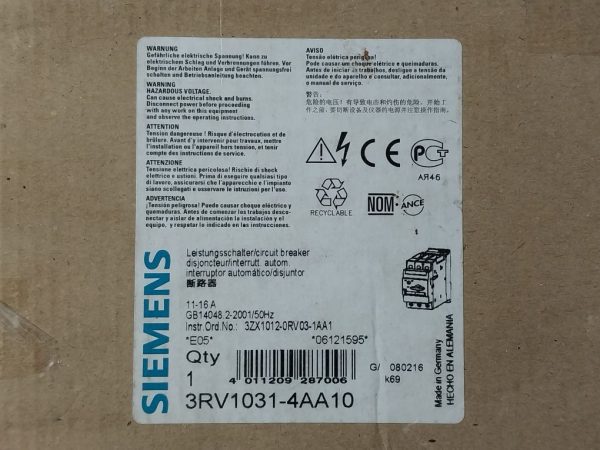 WARNUNG
Gefährliche elektrische Spannung! Kann zu
elektrischem Schlag und Verbrennungen führen. Vor
Beginn der Arbeiten Anlage und Gerät spannungsfrei
schalten und Betriebsanleitung beachten.
WARNING
HAZARDOUS VOLTAGE.
Can cause electrical shock and burns.
Disconnect power before proceeding
with any work on this equipment
and observe the operating instructions.
ATTENTION
Tension dangereuse ! Risque d'électrocution et de
brûlure. Avant d'y intervenir pour travaux, mettre
l'installation ou l'appareil hors tension, et tenir
compte des instructions de service.
ATTENZIONE
Tensione elettrica pericolosa! Rischio di shock
elettrico e ustioni. Prima di eseguire qualsiasi tipo
di lavoro, assicurarsi che l'apparecchio e l'impianto
siano scollegati e osservare le istruzioni per l'uso.
ADVERTENCIA
¡Tensión peligrosa! Puede causar choque eléctrico y
quemaduras. Antes de comenzar los trabajos desco-
nectar y aislar de alimentación la instalación y el
equipo, y respetar lo indicado en las instrucciones.
AVISO
Tensão elétrica perigosa!
Pode causar um choque elétrico e queimaduras.
Antes de iniciar os trabalhos, desligue a tensão da
unidade e do aparelho e consultar, adicionalmente,
o manual de serviço.
警告:
危险的电压! 有导致电击和灼伤的危险。开始工
作之前, 要切断设备及仪器的电源并注意操作指南。
CE
АЯ46
RECYCLABLE
NOM-ANCE
SIEMENS
Leistungsschalter/circuit breaker
disjoncteur/interrutt. autom.
interruptor automático/disjuntor
断路器
11-16 A
GB14048.2-2001/50Hz
Instr.Ord.No.: 3ZX1012-0RV03-1AA1
*E05* *06121595*
Qty
1
4 011209 287006
G/ 080216
k69
3RV1031-4AA10
Made in Germany
HECHO EN ALEMANIA